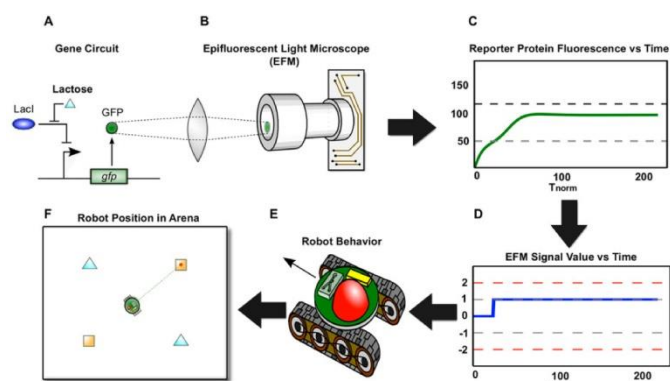 A
Gene Circuit
Lactose
LacI
GFP
gfp
B
Epifluorescent Light Microscope
(EFM)
C
Reporter Protein Fluorescence vs Time
150
100
50
0
100
200
Tnorm
D
EFM Signal Value vs Time
2
1
0
-1
-2
0
100
200
E
Robot Behavior
F
Robot Position in Arena